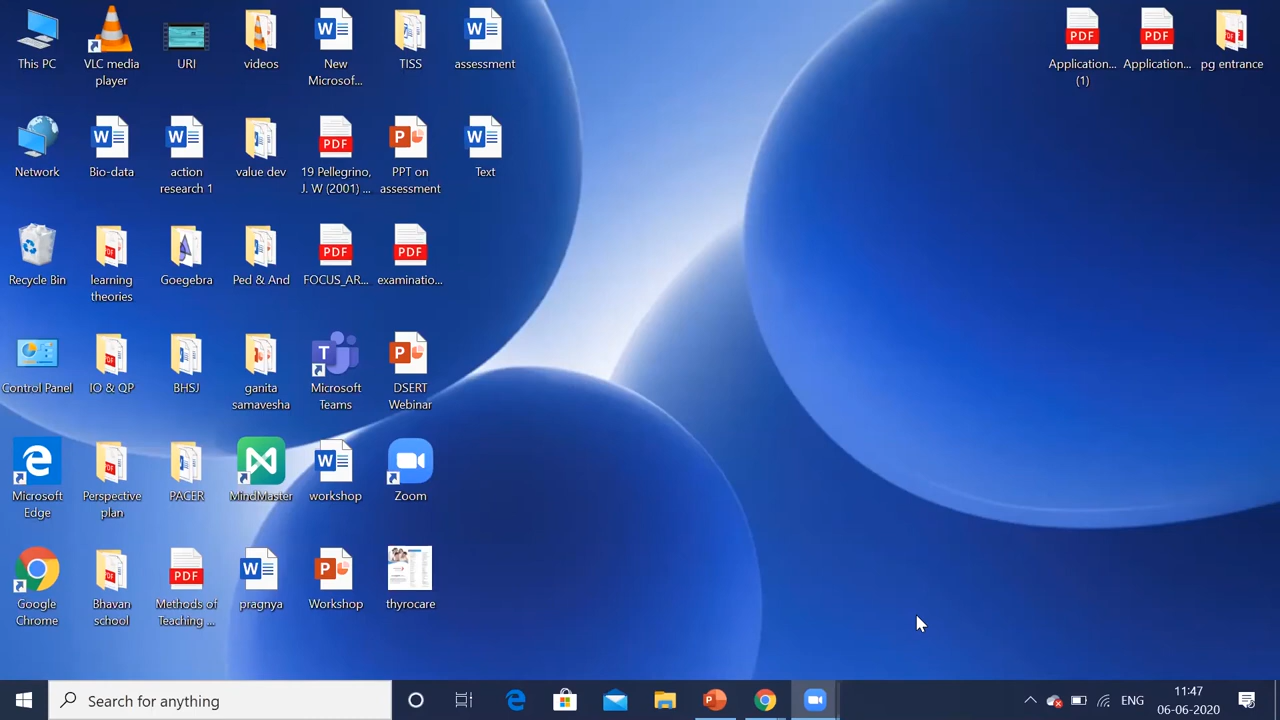 This PC
VLC media
player
URI
videos
New
Microsof...
TISS
assessment
Application...
(1)
Application...
pg entrance
Network
Bio-data
action
research 1
value dev
19 Pellegrino,
J. W (2001) ...
PPT on
assessment
Text
Recycle Bin
learning
theories
Goegebra
Ped & And
FOCUS_AR...
examinatio...
Control Panel
IO & QP
BHSJ
ganita
samavesha
Microsoft
Teams
DSERT
Webinar
Microsoft
Edge
Perspective
plan
PACER
MindMaster
workshop
Zoom
Google
Chrome
Bhavan
school
Methods of
Teaching ...
pragnya
Workshop
thyrocare
Search for anything
ENG
11:47
06-06-2020